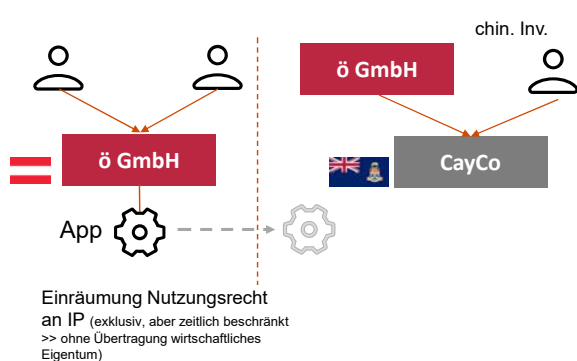 chin. Inv.
ö GmbH
ö GmbH
CayCo
App
Einräumung Nutzungsrecht
an IP (exklusiv, aber zeitlich beschränkt
>> ohne Übertragung wirtschaftliches
Eigentum)